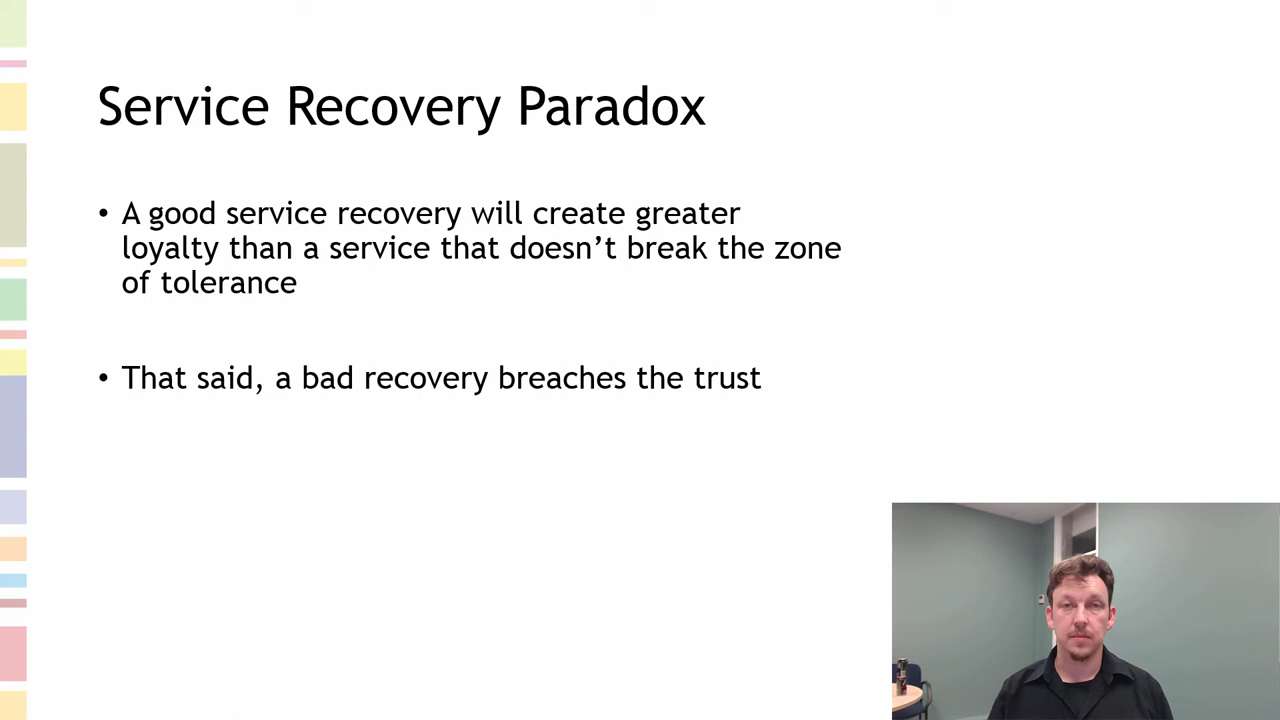 Service Recovery Paradox
• A good service recovery will create greater
loyalty than a service that doesn’t break the zone
of tolerance
• That said, a bad recovery breaches the trust